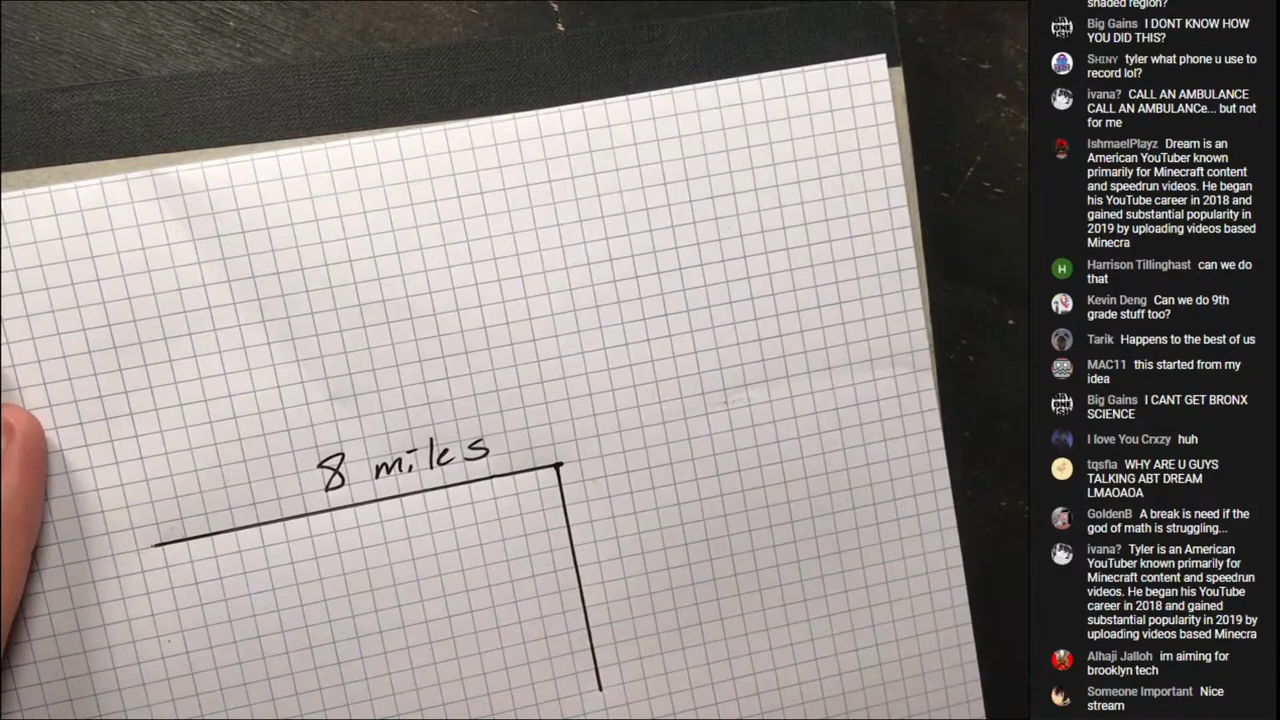 8 miles
shaded region?
Big Gains I DONT KNOW HOW
YOU DID THIS?
SHINY tyler what phone u use to
record lol?
ivana? CALL AN AMBULANCE
CALL AN AMBULANCe... but not
for me
IshmaelPlayz Dream is an
American YouTuber known
primarily for Minecraft content
and speedrun videos. He began
his YouTube career in 2018 and
gained substantial popularity in
2019 by uploading videos based
Minecra
H
Harrison Tillinghast can we do
that
Kevin Deng Can we do 9th
grade stuff too?
Tarik Happens to the best of us
MAC11 this started from my
idea
Big Gains I CANT GET BRONX
SCIENCE
I love You Crxzy huh
tqsfia WHY ARE U GUYS
TALKING ABT DREAM
LMAOAOA
GoldenB A break is need if the
god of math is struggling...
ivana? Tyler is an American
YouTuber known primarily for
Minecraft content and speedrun
videos. He began his YouTube
career in 2018 and gained
substantial popularity in 2019 by
uploading videos based Minecra
Alhaji Jalloh im aiming for
brooklyn tech
Someone Important Nice
stream